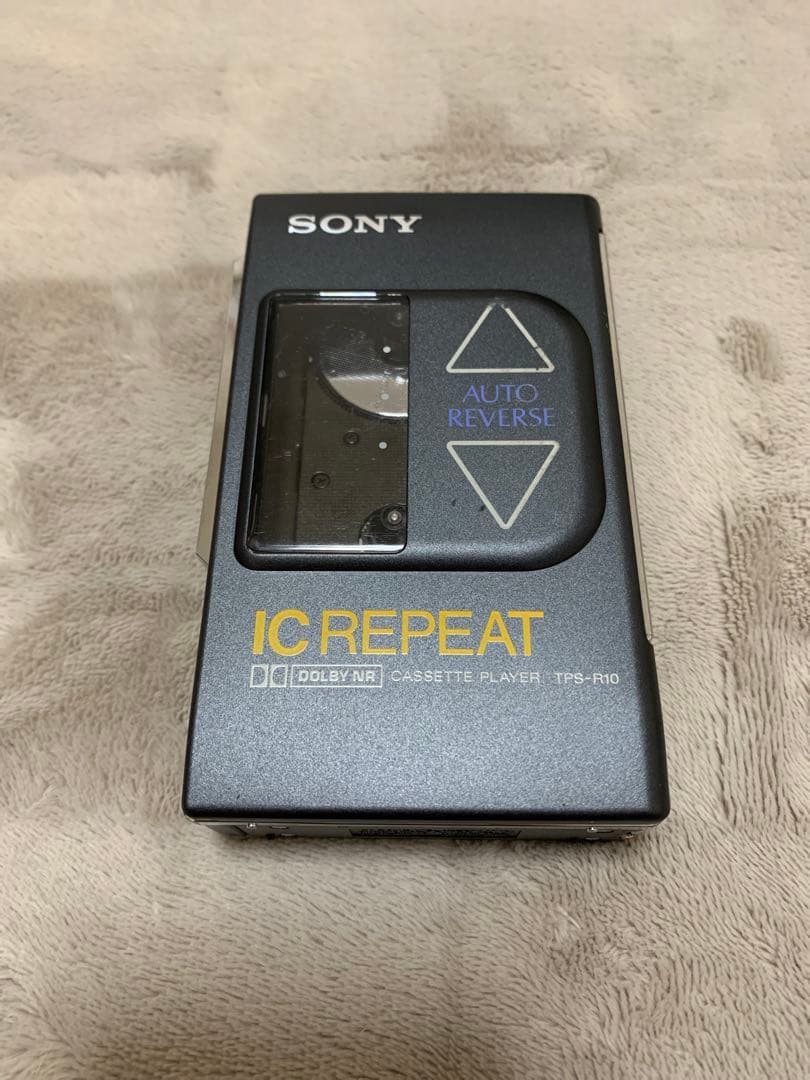 SONY
AUTO
REVERSE
IC REPEAT
DOLBY NR CASSETTE PLAYER TPS-R10